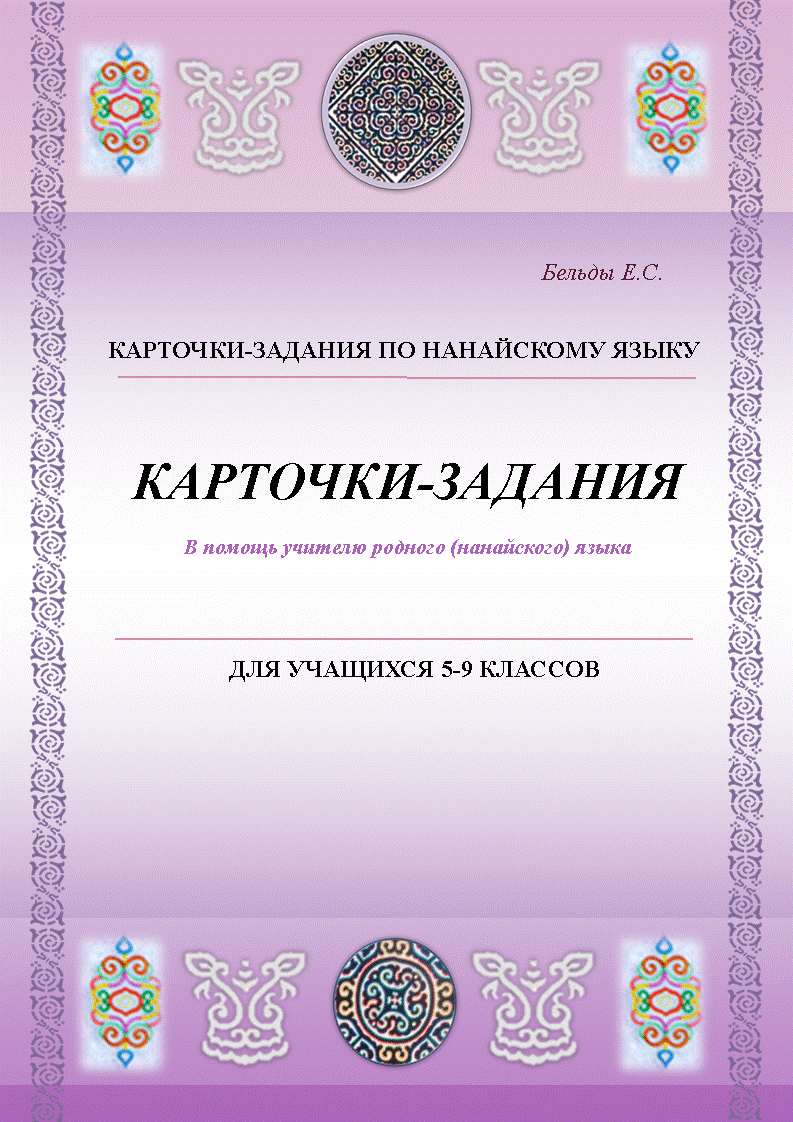 Бельды Е.С.
КАРТОЧКИ-ЗАДАНИЯ ПО НАНАЙСКОМУ ЯЗЫКУ
КАРТОЧКИ-ЗАДАНИЯ
В помощь учителю родного (нанайского) языка
ДЛЯ УЧАЩИХСЯ 5-9 КЛАССОВ